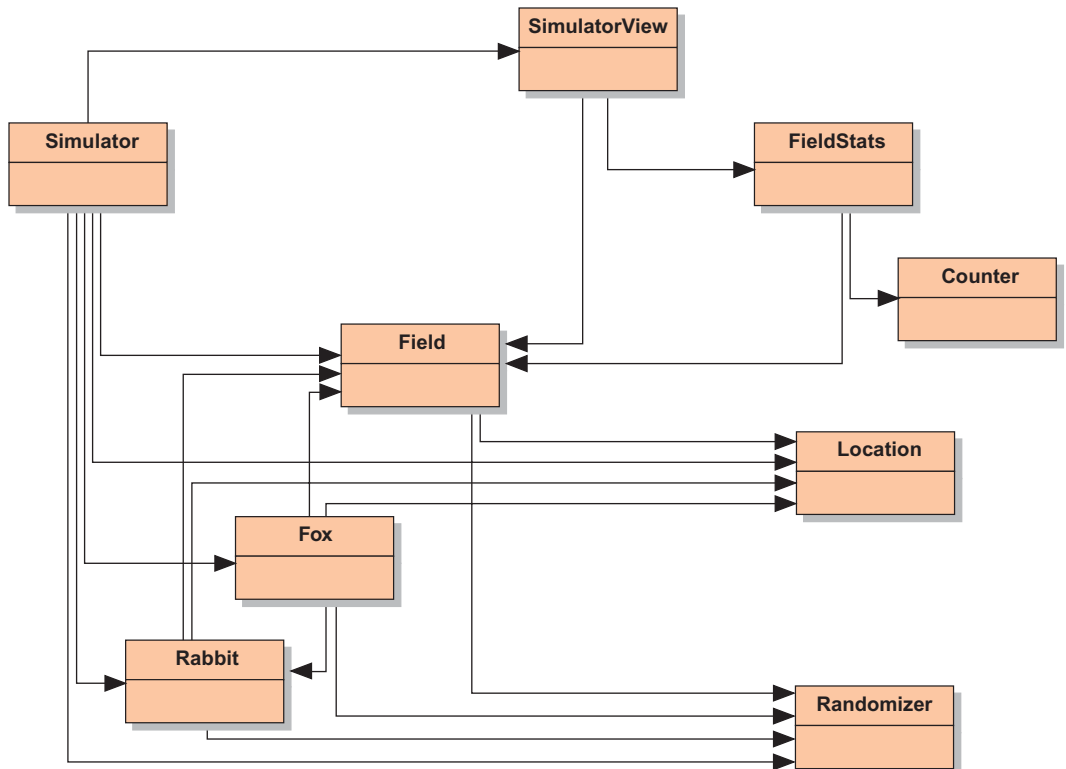 SimulatorView
Simulator
FieldStats
Counter
Field
Location
Fox
Rabbit
Randomizer